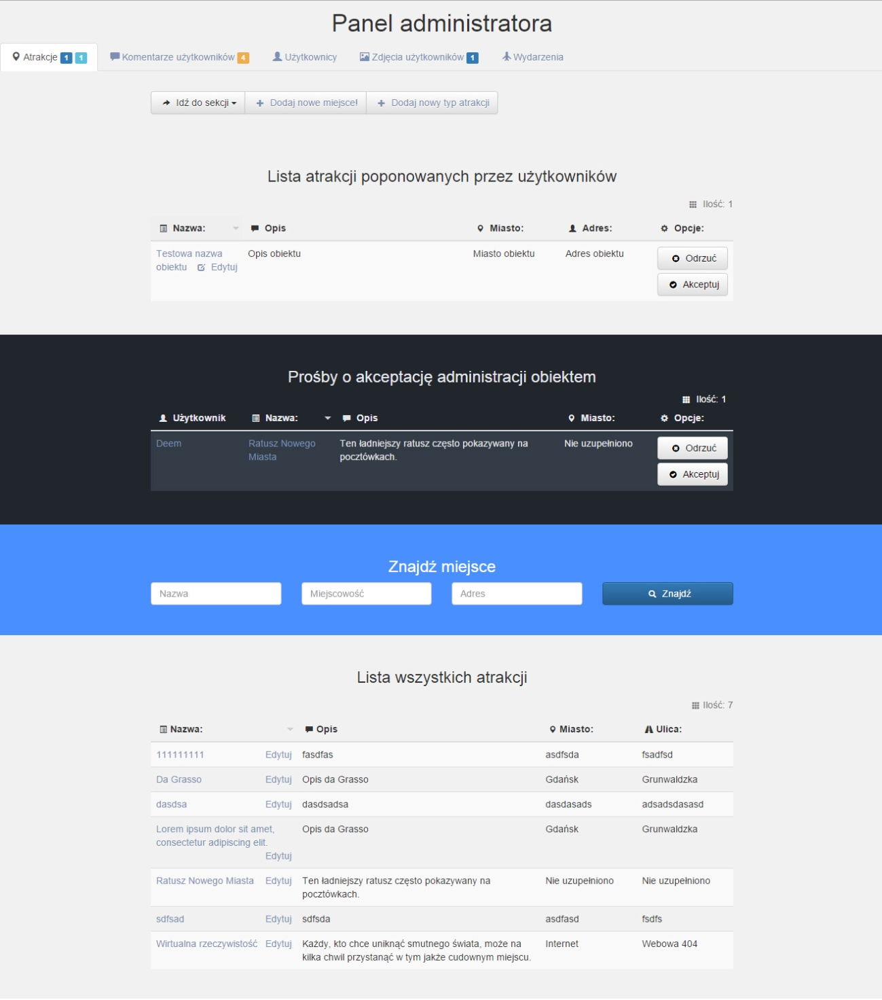 Panel administratora
Atrakcje 1 1 Komentarze użytkowników 4 Użytkownicy Zdjęcia użytkowników 1 Wydarzenia
Idź do sekcji Dodaj nowe miejsce! Dodaj nowy typ atrakcji
Lista atrakcji poponowanych przez użytkowników
Ilość: 1
Nazwa: Opis Miasto: Adres: Opcje:
Testowa nazwa Opis obiektu Miasto obiektu Adres obiektu Odrzuć
obiektu Edytuj
Akceptuj
Prośby o akceptację administracji obiektem
Ilość: 1
Użytkownik Nazwa: Opis Miasto: Opcje:
Deem Ratusz Nowego Ten ładniejszy ratusz często pokazywany na Nie uzupełniono Odrzuć
Miasta pocztówkach.
Akceptuj
Znajdź miejsce
Nazwa Miejscowość Adres Znajdź
Lista wszystkich atrakcji
Ilość: 7
Nazwa: Opis Miasto: Ulica:
111111111 Edytuj fasdfas asdfsda fsadfsd
Da Grasso Edytuj Opis da Grasso Gdańsk Grunwaldzka
dasdsa Edytuj dasdsadsa dasdasads adsadsdasasd
Lorem ipsum dolor sit amet, Opis da Grasso Gdańsk Grunwaldzka
consectetur adipiscing elit.
Edytuj
Ratusz Nowego Miasta Edytuj Ten ładniejszy ratusz często pokazywany na Nie uzupełniono Nie uzupełniono
pocztówkach.
sdfsad Edytuj sdfsda asdfasd fsdfs
Wirtualna rzeczywistość Edytuj Każdy, kto chce uniknąć smutnego świata, może na Internet Webowa 404
kilka chwil przystanąć w tym jakże cudownym miejscu.